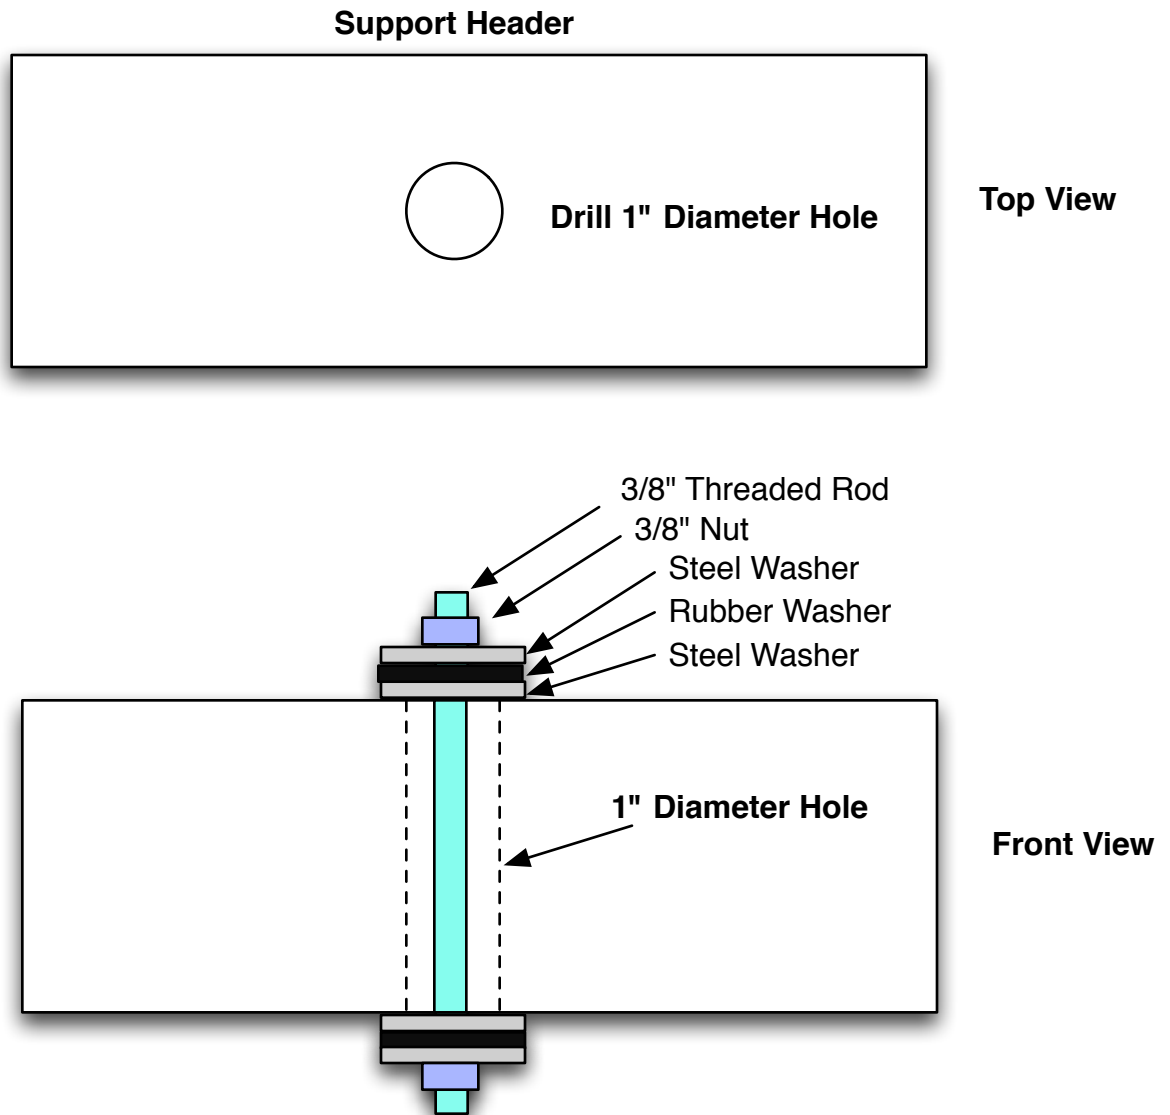 Support Header
Drill 1" Diameter Hole
Top View
3/8" Threaded Rod
3/8" Nut
Steel Washer
Rubber Washer
Steel Washer
1" Diameter Hole
Front View